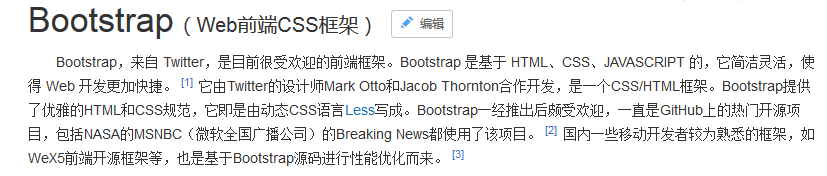 Bootstrap（Web前端CSS框架） 编辑
Bootstrap，来自 Twitter，是目前很受欢迎的前端框架。Bootstrap 是基于 HTML、CSS、JAVASCRIPT 的，它简洁灵活，使
得 Web 开发更加快捷。 [1] 它由Twitter的设计师Mark Otto和Jacob Thornton合作开发，是一个CSS/HTML框架。Bootstrap提供
了优雅的HTML和CSS规范，它即是由动态CSS语言Less写成。Bootstrap一经推出后颇受欢迎，一直是GitHub上的热门开源项
目，包括NASA的MSNBC（微软全国广播公司）的Breaking News都使用了该项目。 [2] 国内一些移动开发者较为熟悉的框架，如
WeX5前端开源框架等，也是基于Bootstrap源码进行性能优化而来。 [3]